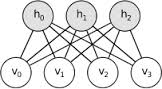 h₀ h₁ h₂
v₀ v₁ v₂ v₃